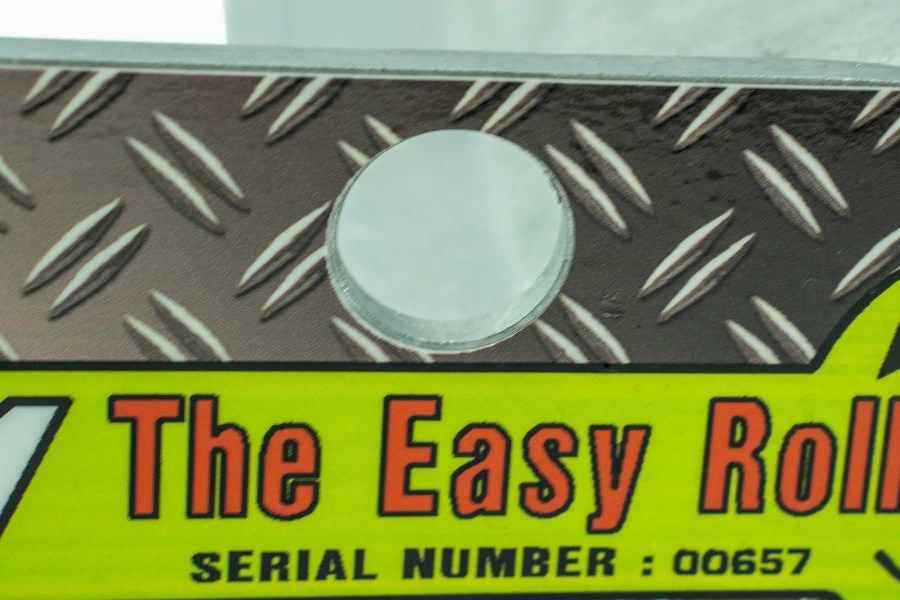 The Easy Roll
SERIAL NUMBER : 00657